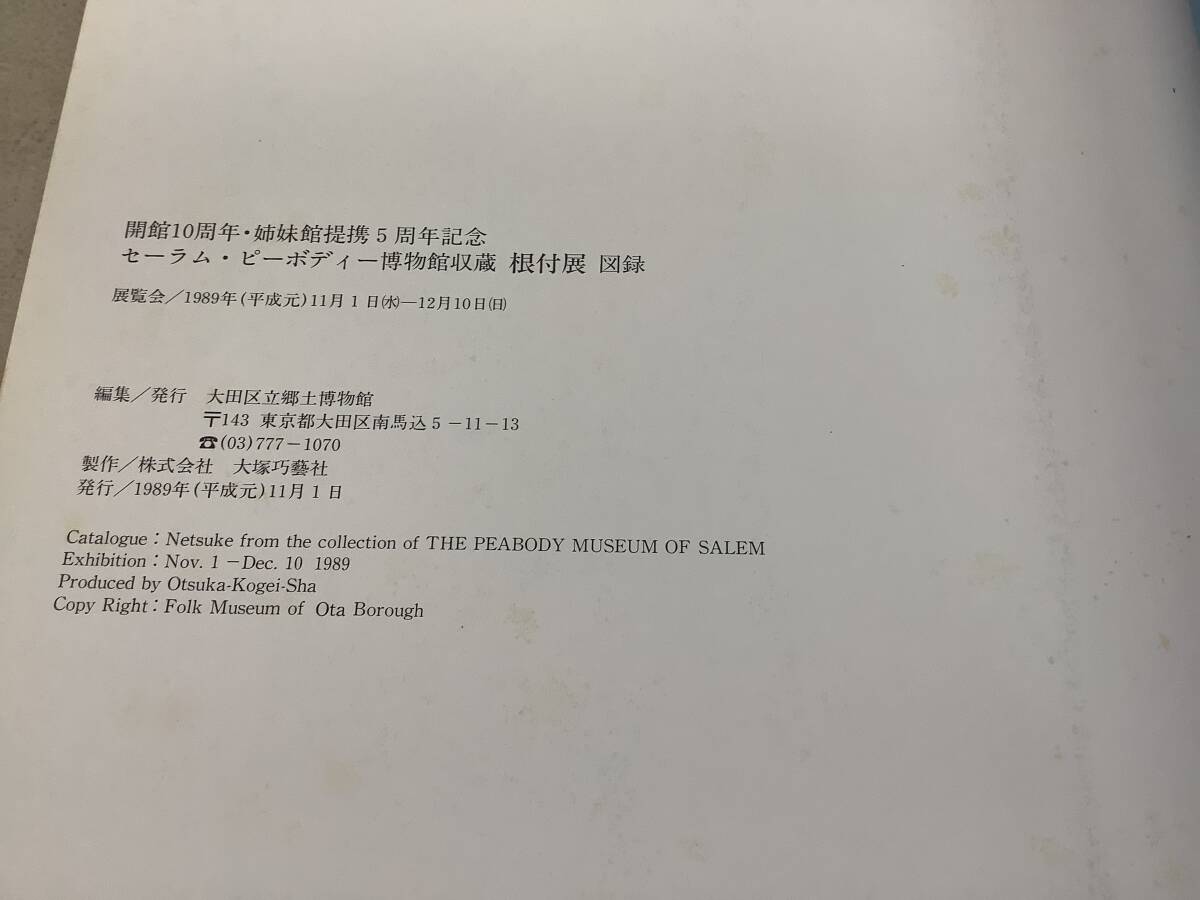 開館10周年・姉妹館提携5周年記念
セーラム・ピーボディー博物館収蔵 根付展 図録
展覧会／1989年(平成元)11月1日㈬—12月10日㈰
編集／発行 大田区立郷土博物館
〒143 東京都大田区南馬込5－11－13
☎(03)777－1070
製作／株式会社 大塚巧藝社
発行／1989年(平成元)11月1日
Catalogue：Netsuke from the collection of THE PEABODY MUSEUM OF SALEM
Exhibition：Nov. 1 －Dec. 10 1989
Produced by Otsuka-Kogei-Sha
Copy Right：Folk Museum of Ota Borough